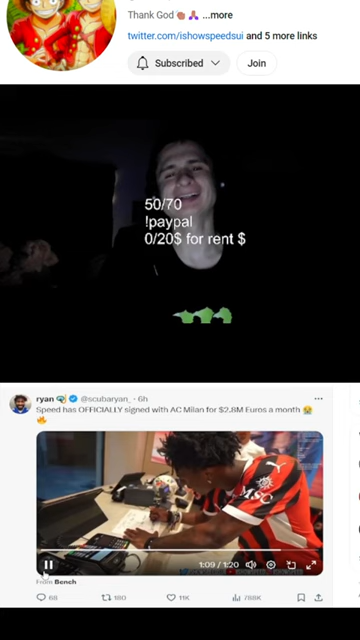 Thank God 👏🏽 🙏🏽 ...more
twitter.com/ishowspeedsui and 5 more links
Subscribed
Join
50/70
!paypal
0/20$ for rent $
ryan @scubaryan_ · 6h
Speed has OFFICIALLY signed with AC Milan for $2.8M Euros a month 😭
🔥
MSC
1:09 / 1:20
From Bench
68 180 11K 788K